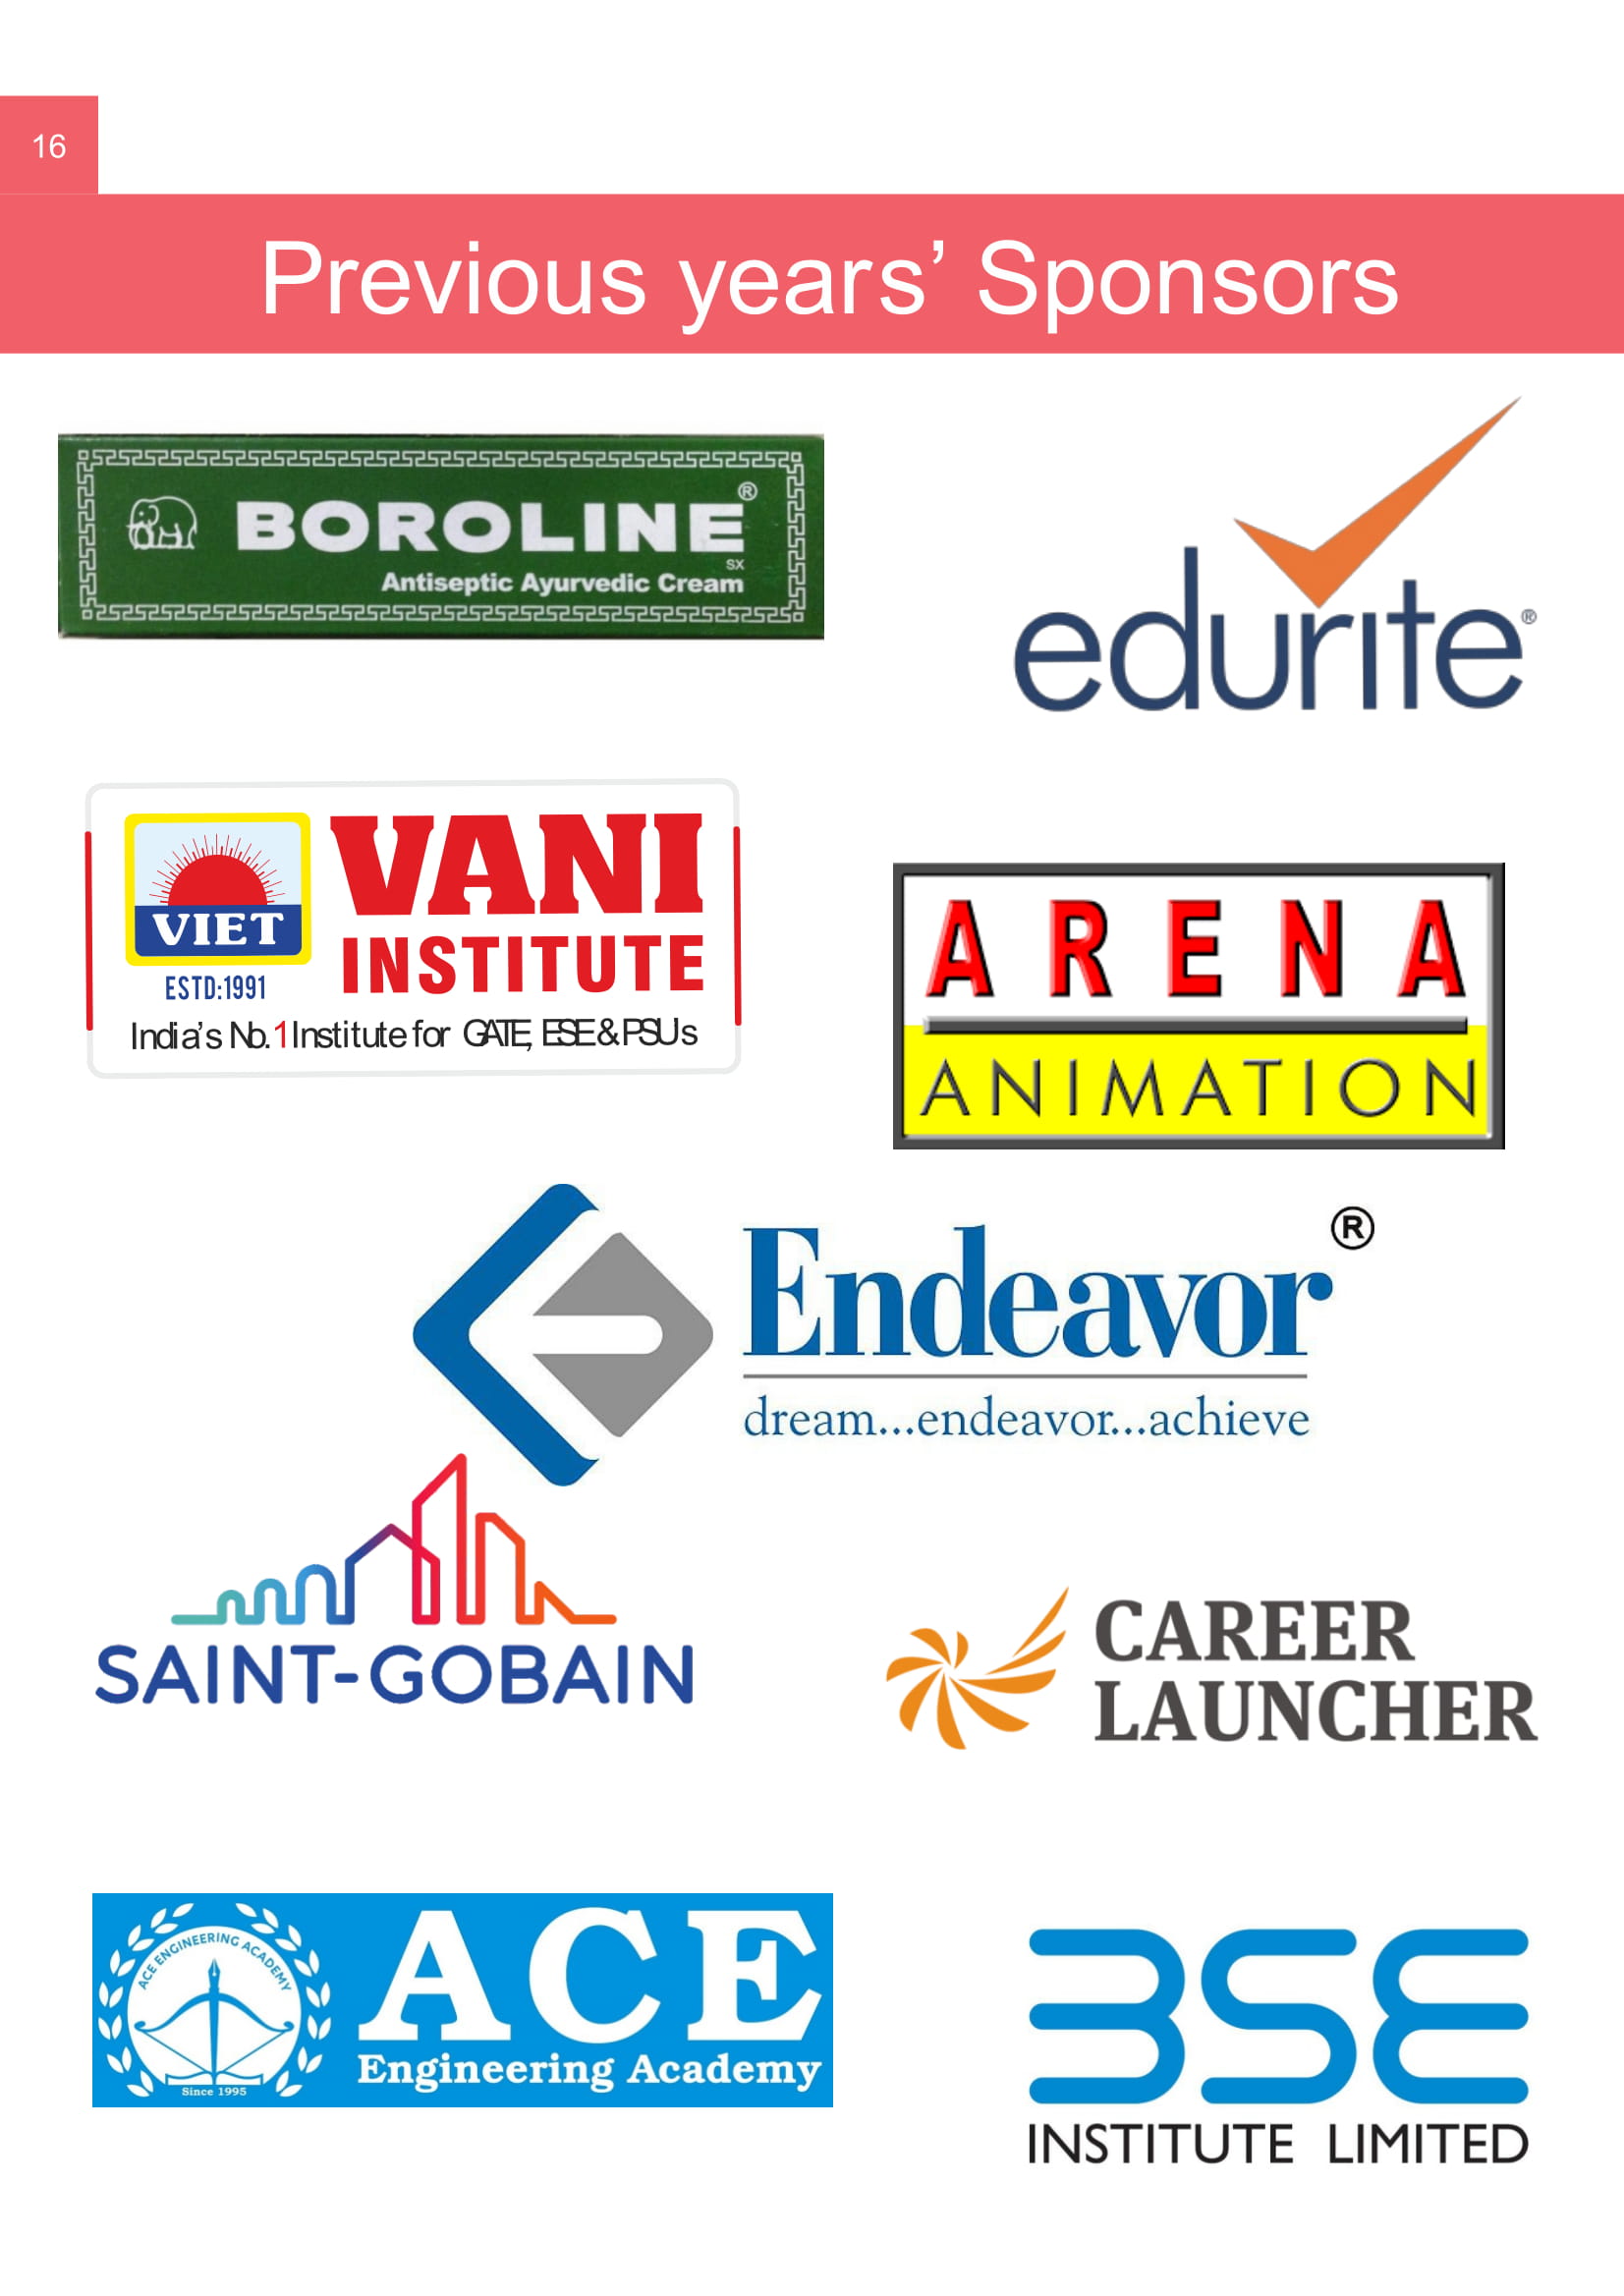 16
Previous years’ Sponsors
BOROLINE®
SX
Antiseptic Ayurvedic Cream
edurite®
VIET
ESTD:1991
VANI
INSTITUTE
India’s No.1 Institute for GATE, ESE & PSU's
ARENA
ANIMATION
Endeavor®
dream...endeavor...achieve
SAINT-GOBAIN
CAREER
LAUNCHER
ACE ENGINEERING ACADEMY
Since 1995
ACE
Engineering Academy
BSE
INSTITUTE LIMITED